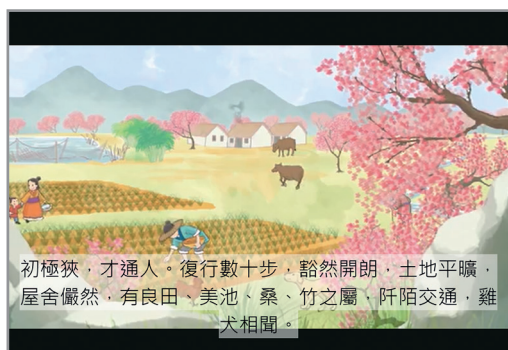 初極狹，才通人。復行數十步，豁然開朗，土地平曠，
屋舍儼然，有良田、美池、桑、竹之屬，阡陌交通，雞
犬相聞。